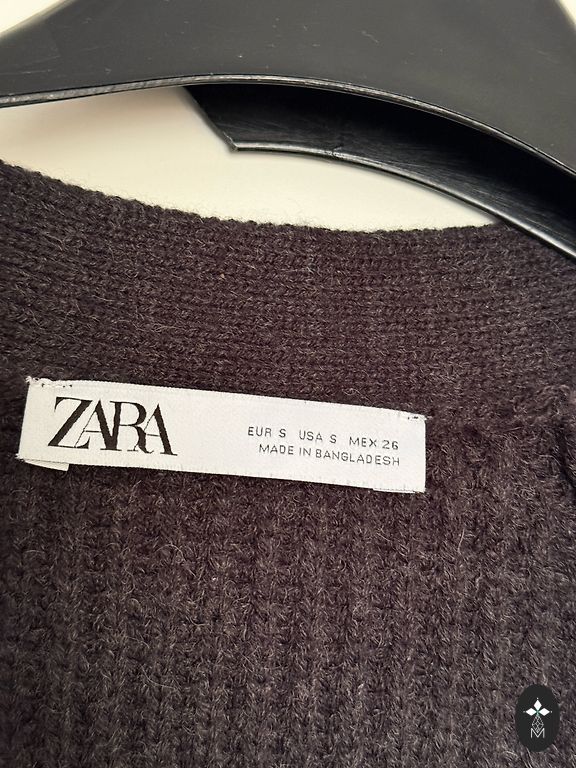 ZARA
EUR S USA S MEX 26
MADE IN BANGLADESH
M